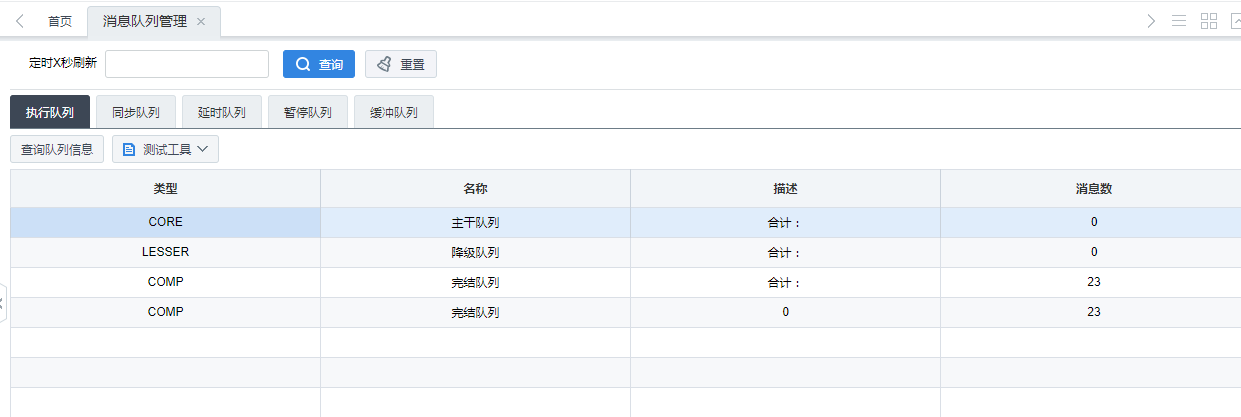 首页 消息队列管理 ×
定时X秒刷新 查询 重置
执行队列 同步队列 延时队列 暂停队列 缓冲队列
查询队列信息 测试工具
类型 名称 描述 消息数
CORE 主干队列 合计： 0
LESSER 降级队列 合计： 0
COMP 完结队列 合计： 23
COMP 完结队列 0 23